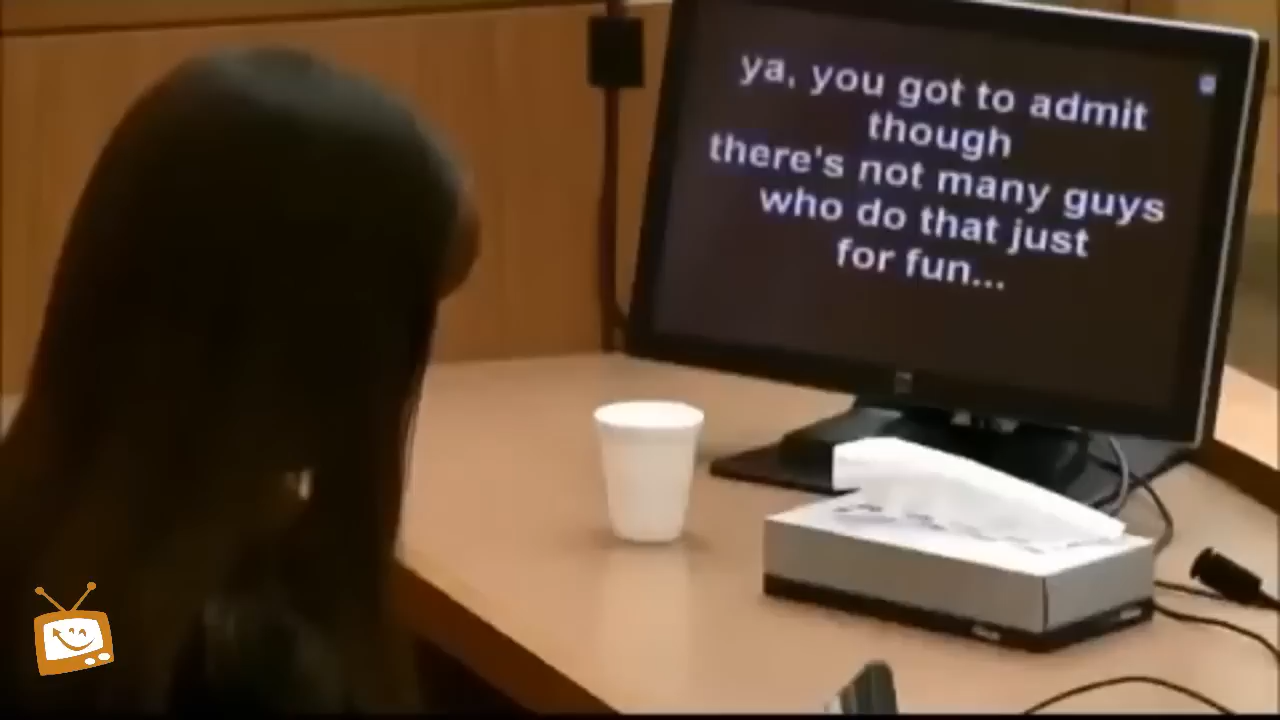 ya, you got to admit
though
there's not many guys
who do that just
for fun...